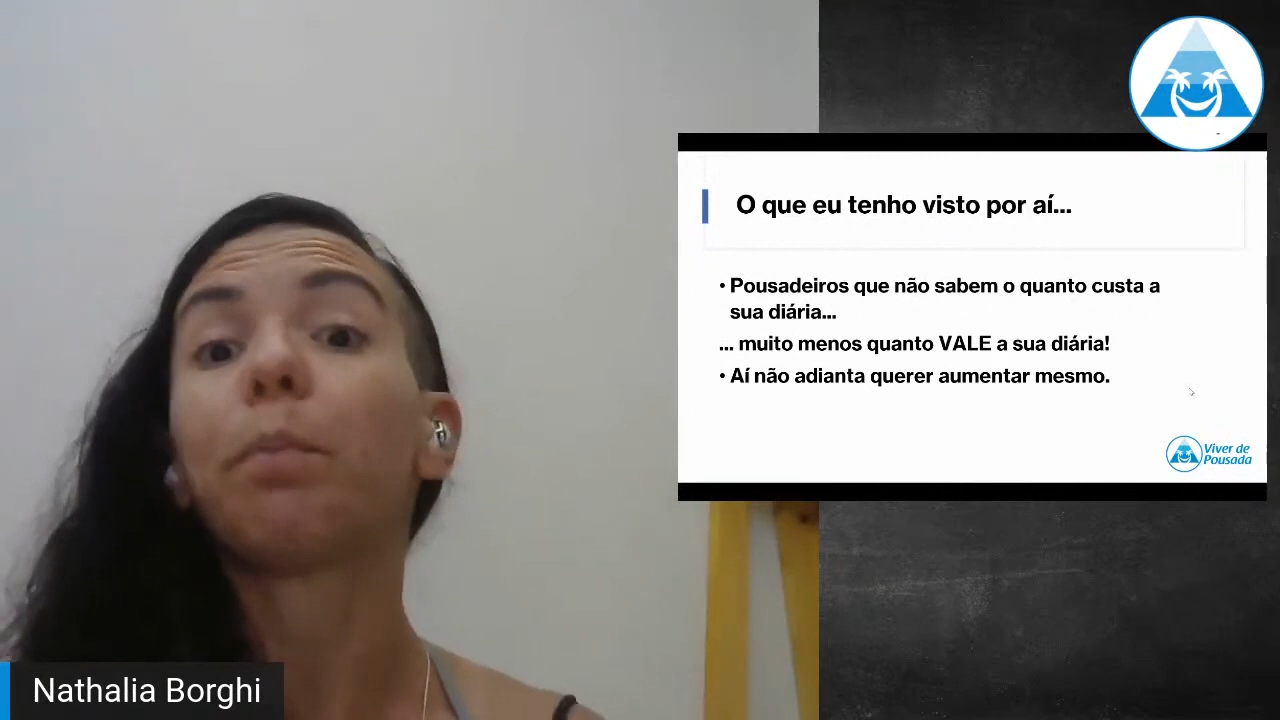 O que eu tenho visto por aí...
• Pousadeiros que não sabem o quanto custa a
sua diária...
... muito menos quanto VALE a sua diária!
• Aí não adianta querer aumentar mesmo.
Viver de
Pousada
Nathalia Borghi